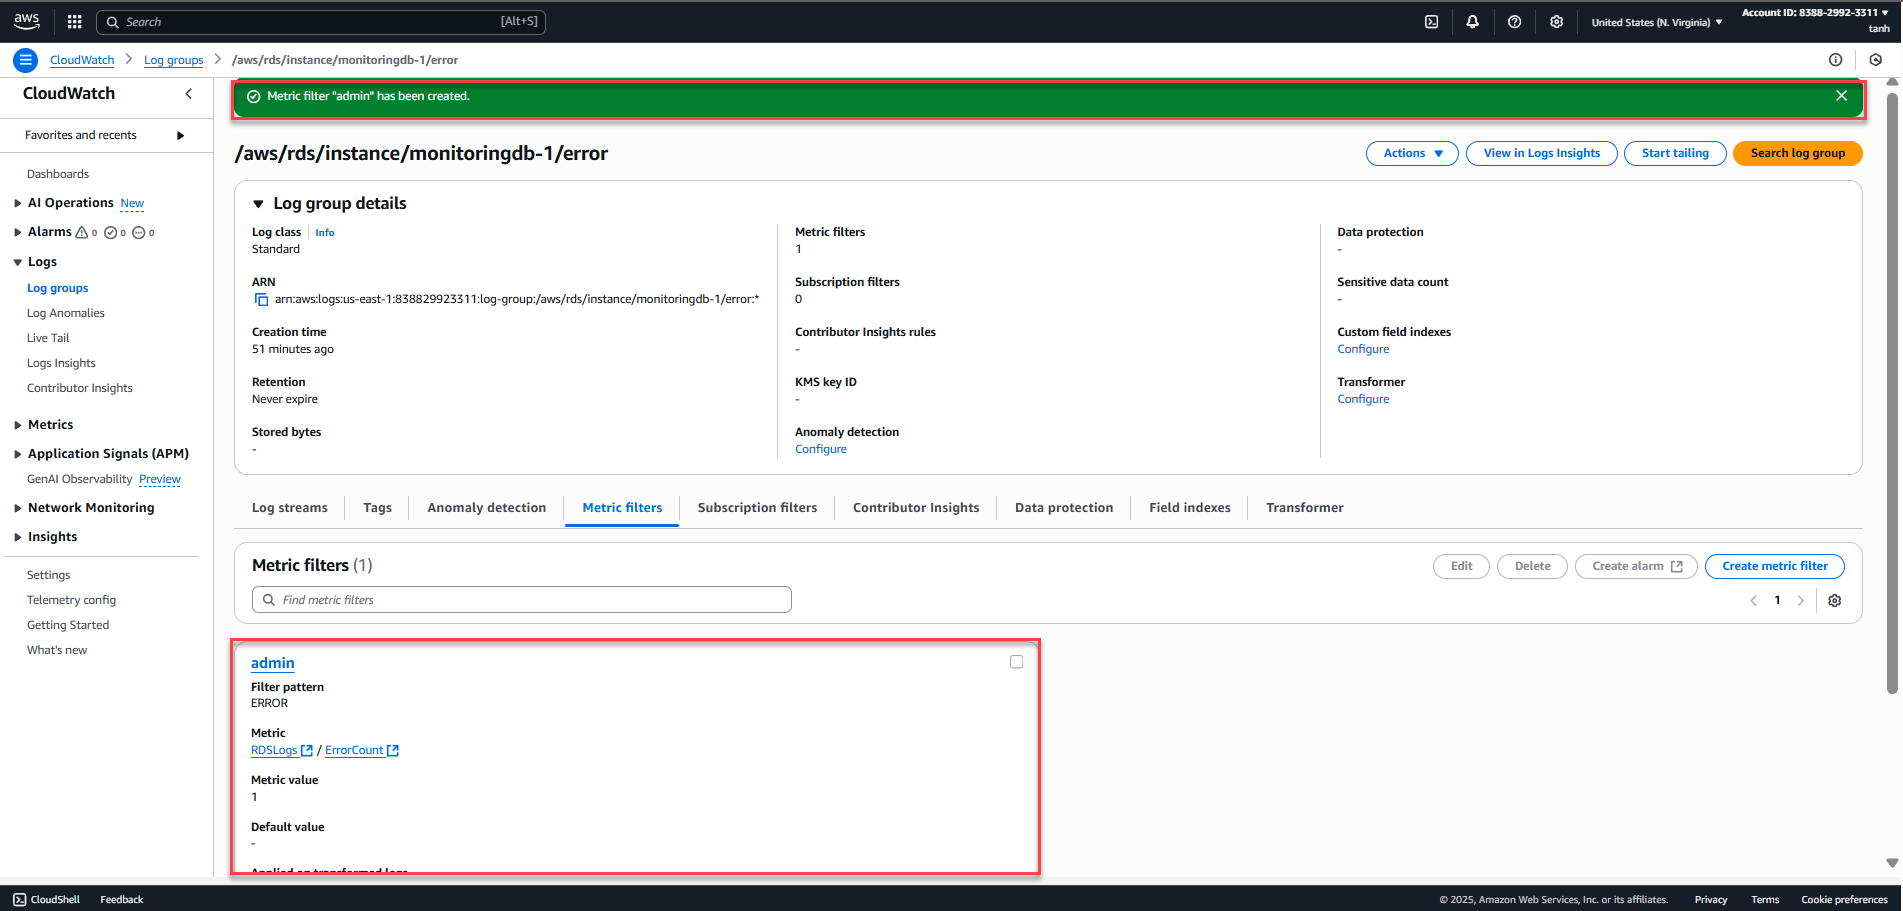 aws
Search [Alt+S]
United States (N. Virginia) ▼
Account ID: 8388-2992-3311 ▼
tanh
CloudWatch > Log groups > /aws/rds/instance/monitoringdb-1/error
CloudWatch
Favorites and recents
Dashboards
AI Operations New
Alarms 0 0 0
Logs
Log groups
Log Anomalies
Live Tail
Logs Insights
Contributor Insights
Metrics
Application Signals (APM)
GenAI Observability Preview
Network Monitoring
Insights
Settings
Telemetry config
Getting Started
What's new
Metric filter "admin" has been created.
/aws/rds/instance/monitoringdb-1/error
Actions ▼ View in Logs Insights Start tailing Search log group
Log group details
Log class Info
Standard
ARN
arn:aws:logs:us-east-1:838829923311:log-group:/aws/rds/instance/monitoringdb-1/error:*
Creation time
51 minutes ago
Retention
Never expire
Stored bytes
-
Metric filters
1
Subscription filters
0
Contributor Insights rules
-
KMS key ID
-
Anomaly detection
Configure
Data protection
-
Sensitive data count
-
Custom field indexes
Configure
Transformer
Configure
Log streams Tags Anomaly detection Metric filters Subscription filters Contributor Insights Data protection Field indexes Transformer
Metric filters (1)
Edit Delete Create alarm Create metric filter
Find metric filters
1
admin
Filter pattern
ERROR
Metric
RDSLogs / ErrorCount
Metric value
1
Default value
-
Applied on transformed logs
CloudShell Feedback
© 2025, Amazon Web Services, Inc. or its affiliates. Privacy Terms Cookie preferences